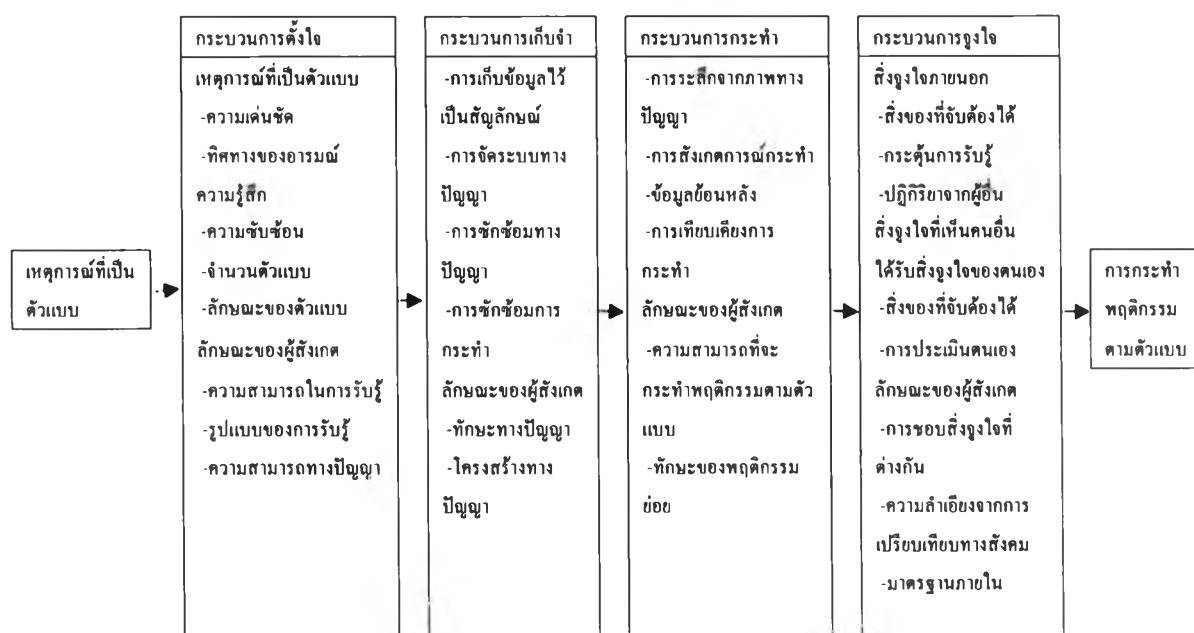 เหตุการณ์ที่เป็น
ตัวแบบ
กระบวนการตั้งใจ
เหตุการณ์ที่เป็นตัวแบบ
-ความเด่นชัด
-ทิศทางของอารมณ์
ความรู้สึก
-ความซับซ้อน
-จำนวนตัวแบบ
-ลักษณะของตัวแบบ
ลักษณะของผู้สังเกต
-ความสามารถในการรับรู้
-รูปแบบของการรับรู้
-ความสามารถทางปัญญา
กระบวนการเก็บจำ
-การเก็บข้อมูลไว้
เป็นสัญลักษณ์
-การจัดระบบทาง
ปัญญา
-การซักซ้อมทาง
ปัญญา
-การซักซ้อมการ
กระทำ
ลักษณะของผู้สังเกต
-ทักษะทางปัญญา
-โครงสร้างทาง
ปัญญา
กระบวนการกระทำ
-การระลึกจากภาพทาง
ปัญญา
-การสังเกตการณ์กระทำ
-ข้อมูลย้อนหลัง
-การเทียบเคียงการ
กระทำ
ลักษณะของผู้สังเกต
-ความสามารถที่จะ
กระทำพฤติกรรมตามตัว
แบบ
-ทักษะของพฤติกรรม
ย่อย
กระบวนการจูงใจ
สิ่งจูงใจภายนอก
-สิ่งของที่จับต้องได้
-กระตุ้นการรับรู้
-ปฎิกิริยาจากผู้อื่น
สิ่งจูงใจที่เห็นคนอื่น
ได้รับสิ่งจูงใจของตนเอง
-สิ่งของที่จับต้องได้
-การประเมินตนเอง
ลักษณะของผู้สังเกต
-การชอบสิ่งจูงใจที่
ต่างกัน
-ความลำเอียงจากการ
เปรียบเทียบทางสังคม
-มาตรฐานภายใน
การกระทำ
พฤติกรรม
ตามตัวแบบ